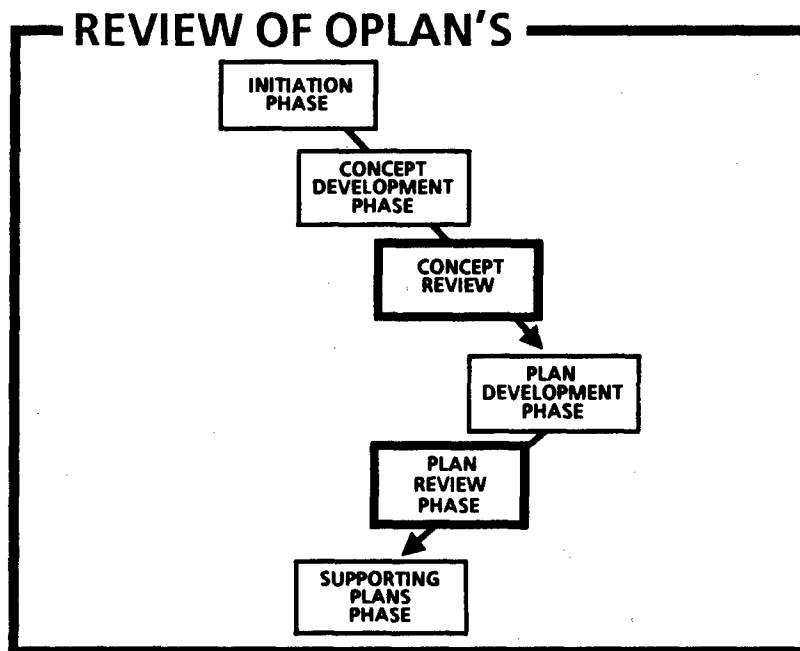 REVIEW OF OPLAN'S
INITIATION
PHASE
CONCEPT
DEVELOPMENT
PHASE
CONCEPT
REVIEW
PLAN
DEVELOPMENT
PHASE
PLAN
REVIEW
PHASE
SUPPORTING
PLANS
PHASE